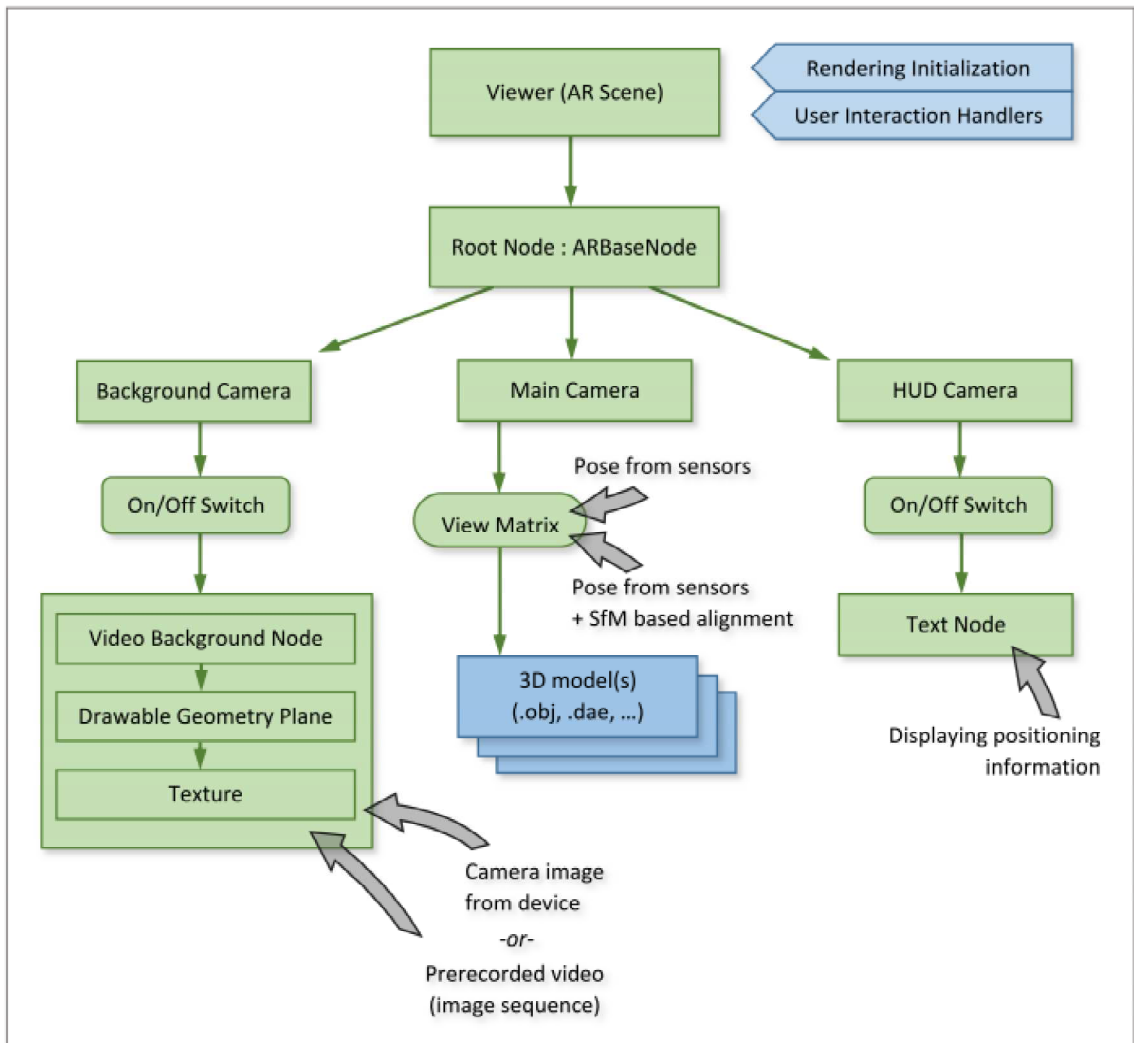 Viewer (AR Scene)
Rendering Initialization
User Interaction Handlers
Root Node : ARBaseNode
Background Camera
Main Camera
HUD Camera
Pose from sensors
On/Off Switch
View Matrix
On/Off Switch
Pose from sensors
+ SfM based alignment
Video Background Node
Drawable Geometry Plane
Texture
3D model(s)
(.obj, .dae, ...)
Text Node
Displaying positioning
information
Camera image
from device
-or-
Prerecorded video
(image sequence)